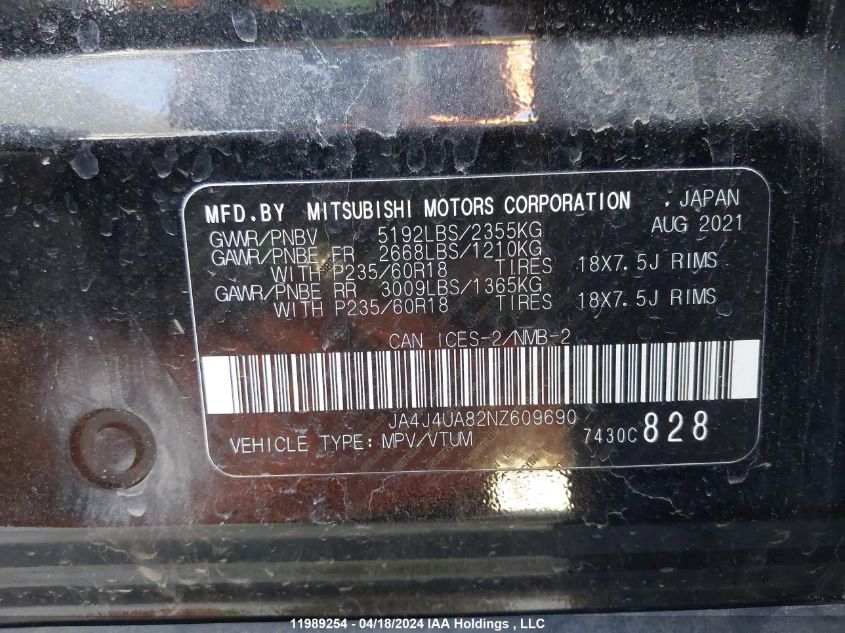 MFD.BY MITSUBISHI MOTORS CORPORATION , JAPAN
GVWR/PNBV 5192LBS/2355KG AUG 2021
GAWR/PNBE FR 2668LBS/1210KG
WITH P235/60R18 TIRES 18X7.5J RIMS
GAWR/PNBE RR 3009LBS/1365KG
WITH P235/60R18 TIRES 18X7.5J RIMS
CAN ICES-2/NMB-2
JA4J4UA82NZ609690
VEHICLE TYPE: MPV/VTUM 7430C 828
11989254 - 04/18/2024 IAA Holdings , LLC